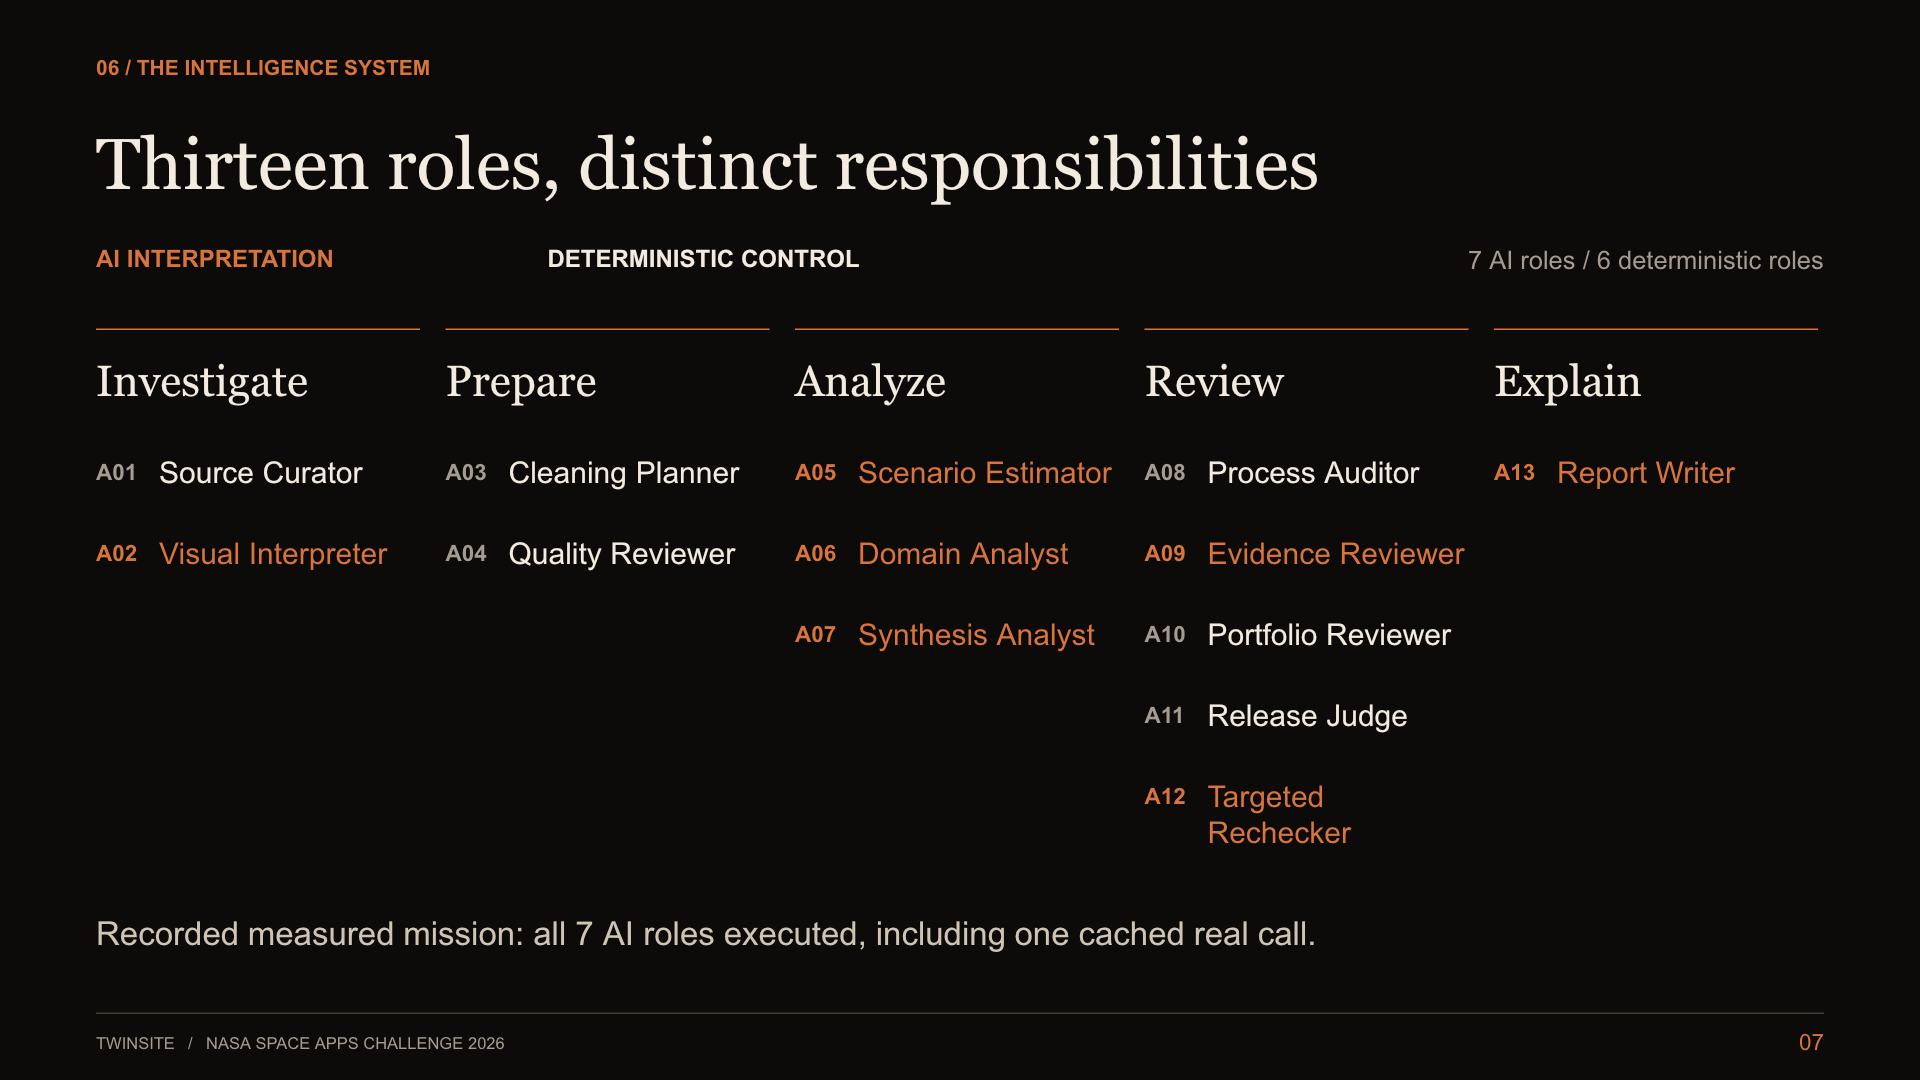 06 / THE INTELLIGENCE SYSTEM
Thirteen roles, distinct responsibilities
AI INTERPRETATION
DETERMINISTIC CONTROL
7 AI roles / 6 deterministic roles
Investigate
A01 Source Curator
A02 Visual Interpreter
Prepare
A03 Cleaning Planner
A04 Quality Reviewer
Analyze
A05 Scenario Estimator
A06 Domain Analyst
A07 Synthesis Analyst
Review
A08 Process Auditor
A09 Evidence Reviewer
A10 Portfolio Reviewer
A11 Release Judge
A12 Targeted
Rechecker
Explain
A13 Report Writer
Recorded measured mission: all 7 AI roles executed, including one cached real call.
TWINSITE / NASA SPACE APPS CHALLENGE 2026
07